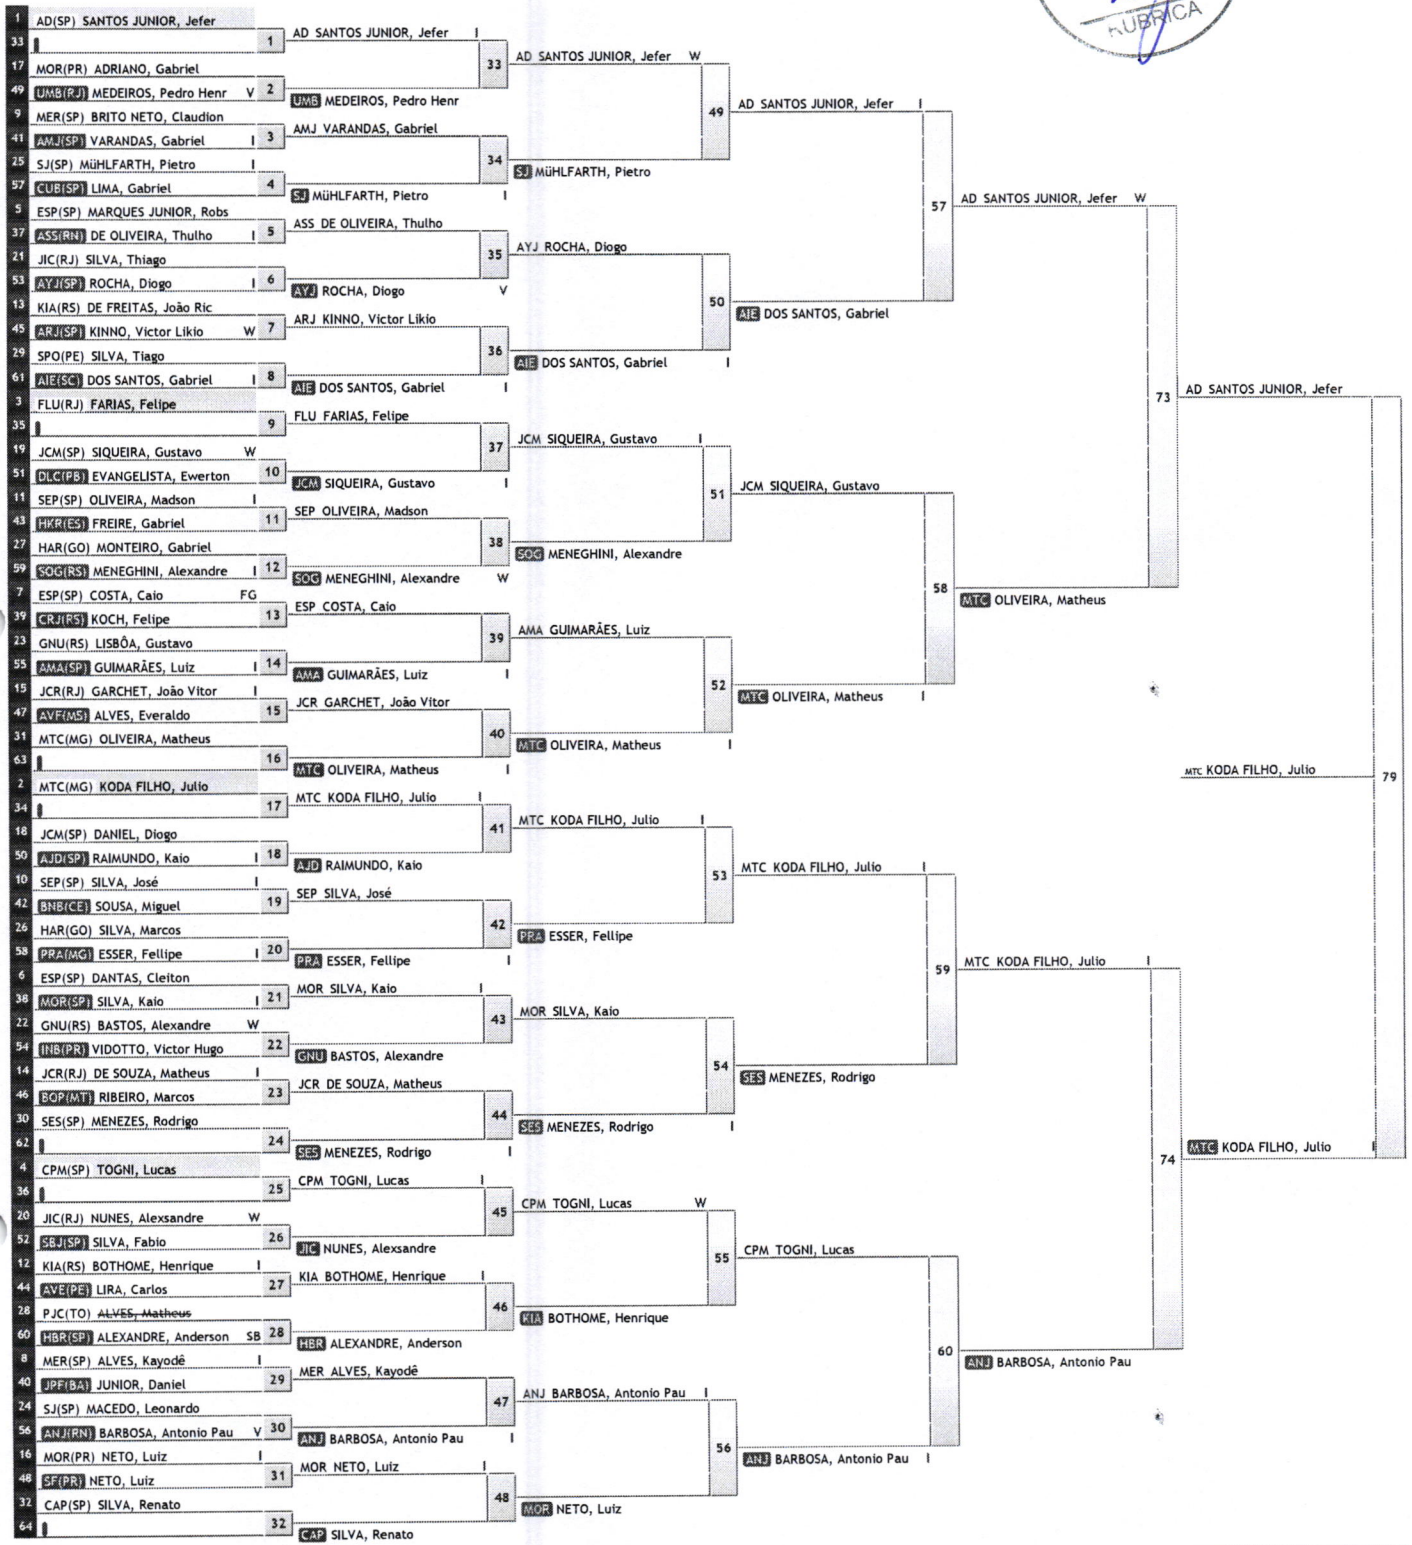 RUBRICA
1 AD(SP) SANTOS JUNIOR, Jefer
33
1
17 MOR(PR) ADRIANO, Gabriel
49 UMB(RJ) MEDEIROS, Pedro Henr V
2
9 MER(SP) BRITO NETO, Claudion
41 AMJ(SP) VARANDAS, Gabriel I
3
25 SJ(SP) MüHLFARTH, Pietro I
57 CUB(SP) LIMA, Gabriel
4
5 ESP(SP) MARQUES JUNIOR, Robs
37 ASS(RN) DE OLIVEIRA, Thulho I
5
21 JIC(RJ) SILVA, Thiago
53 AYJ(SP) ROCHA, Diogo I
6
13 KIA(RS) DE FREITAS, João Ric
45 ARJ(SP) KINNO, Victor Likio W
7
29 SPO(PE) SILVA, Tiago
61 AIE(SC) DOS SANTOS, Gabriel I
8
3 FLU(RJ) FARIAS, Felipe
35
9
19 JCM(SP) SIQUEIRA, Gustavo W
51 DLC(PB) EVANGELISTA, Ewerton
10
11 SEP(SP) OLIVEIRA, Madson I
43 HKR(ES) FREIRE, Gabriel
11
27 HAR(GO) MONTEIRO, Gabriel
59 SOG(RS) MENEGHINI, Alexandre I
12
7 ESP(SP) COSTA, Caio FG
39 CRJ(RS) KOCH, Felipe
13
23 GNU(RS) LISBÔA, Gustavo
55 AMA(SP) GUIMARÃES, Luiz I
14
15 JCR(RJ) GARCHET, João Vitor I
47 AVF(MS) ALVES, Everaldo
15
31 MTC(MG) OLIVEIRA, Matheus
63
16
2 MTC(MG) KODA FILHO, Julio
34
17
18 JCM(SP) DANIEL, Diogo
50 AJD(SP) RAIMUNDO, Kaio I
18
10 SEP(SP) SILVA, José I
42 BNB(CE) SOUSA, Miguel
19
26 HAR(GO) SILVA, Marcos
58 PRA(MG) ESSER, Fellipe I
20
6 ESP(SP) DANTAS, Cleiton
38 MOR(SP) SILVA, Kaio I
21
22 GNU(RS) BASTOS, Alexandre W
54 INB(PR) VIDOTTO, Victor Hugo
22
14 JCR(RJ) DE SOUZA, Matheus I
46 BOP(MT) RIBEIRO, Marcos
23
30 SES(SP) MENEZES, Rodrigo
62
24
4 CPM(SP) TOGNI, Lucas
36
25
20 JIC(RJ) NUNES, Alexsandre W
52 SBJ(SP) SILVA, Fabio
26
12 KIA(RS) BOTHOME, Henrique I
44 AVE(PE) LIRA, Carlos
27
28 PJC(TO) ALVES, Matheus
60 HBR(SP) ALEXANDRE, Anderson SB
28
8 MER(SP) ALVES, Kayodê I
40 JPF(BA) JUNIOR, Daniel
29
24 SJ(SP) MACEDO, Leonardo
56 ANJ(RN) BARBOSA, Antonio Pau V
30
16 MOR(PR) NETO, Luiz I
48 SF(PR) NETO, Luiz
31
32 CAP(SP) SILVA, Renato
64
32
AD SANTOS JUNIOR, Jefer I
33
UMB MEDEIROS, Pedro Henr
AMJ VARANDAS, Gabriel
34
SJ MüHLFARTH, Pietro I
ASS DE OLIVEIRA, Thulho
35
AYJ ROCHA, Diogo V
ARJ KINNO, Victor Likio
36
AIE DOS SANTOS, Gabriel I
FLU FARIAS, Felipe
37
JCM SIQUEIRA, Gustavo I
SEP OLIVEIRA, Madson
38
SOG MENEGHINI, Alexandre W
ESP COSTA, Caio
39
AMA GUIMARÃES, Luiz I
JCR GARCHET, João Vitor
40
MTC OLIVEIRA, Matheus I
MTC KODA FILHO, Julio I
41
AJD RAIMUNDO, Kaio
SEP SILVA, José
42
PRA ESSER, Fellipe I
MOR SILVA, Kaio I
43
GNU BASTOS, Alexandre
JCR DE SOUZA, Matheus
44
SES MENEZES, Rodrigo I
CPM TOGNI, Lucas I
45
JIC NUNES, Alexsandre
KIA BOTHOME, Henrique I
46
HBR ALEXANDRE, Anderson
MER ALVES, Kayodê
47
ANJ BARBOSA, Antonio Pau I
MOR NETO, Luiz I
48
CAP SILVA, Renato
AD SANTOS JUNIOR, Jefer W
49
SJ MüHLFARTH, Pietro
AYJ ROCHA, Diogo
50
AIE DOS SANTOS, Gabriel I
JCM SIQUEIRA, Gustavo I
51
SOG MENEGHINI, Alexandre
AMA GUIMARÃES, Luiz
52
MTC OLIVEIRA, Matheus I
MTC KODA FILHO, Julio I
53
PRA ESSER, Fellipe
MOR SILVA, Kaio
54
SES MENEZES, Rodrigo I
CPM TOGNI, Lucas W
55
KIA BOTHOME, Henrique
ANJ BARBOSA, Antonio Pau I
56
MOR NETO, Luiz
AD SANTOS JUNIOR, Jefer I
57
AIE DOS SANTOS, Gabriel
JCM SIQUEIRA, Gustavo
58
MTC OLIVEIRA, Matheus I
MTC KODA FILHO, Julio I
59
SES MENEZES, Rodrigo
CPM TOGNI, Lucas
60
ANJ BARBOSA, Antonio Pau I
AD SANTOS JUNIOR, Jefer W
73
MTC OLIVEIRA, Matheus
MTC KODA FILHO, Julio I
74
ANJ BARBOSA, Antonio Pau
AD SANTOS JUNIOR, Jefer
MTC KODA FILHO, Julio
79
MTC KODA FILHO, Julio I